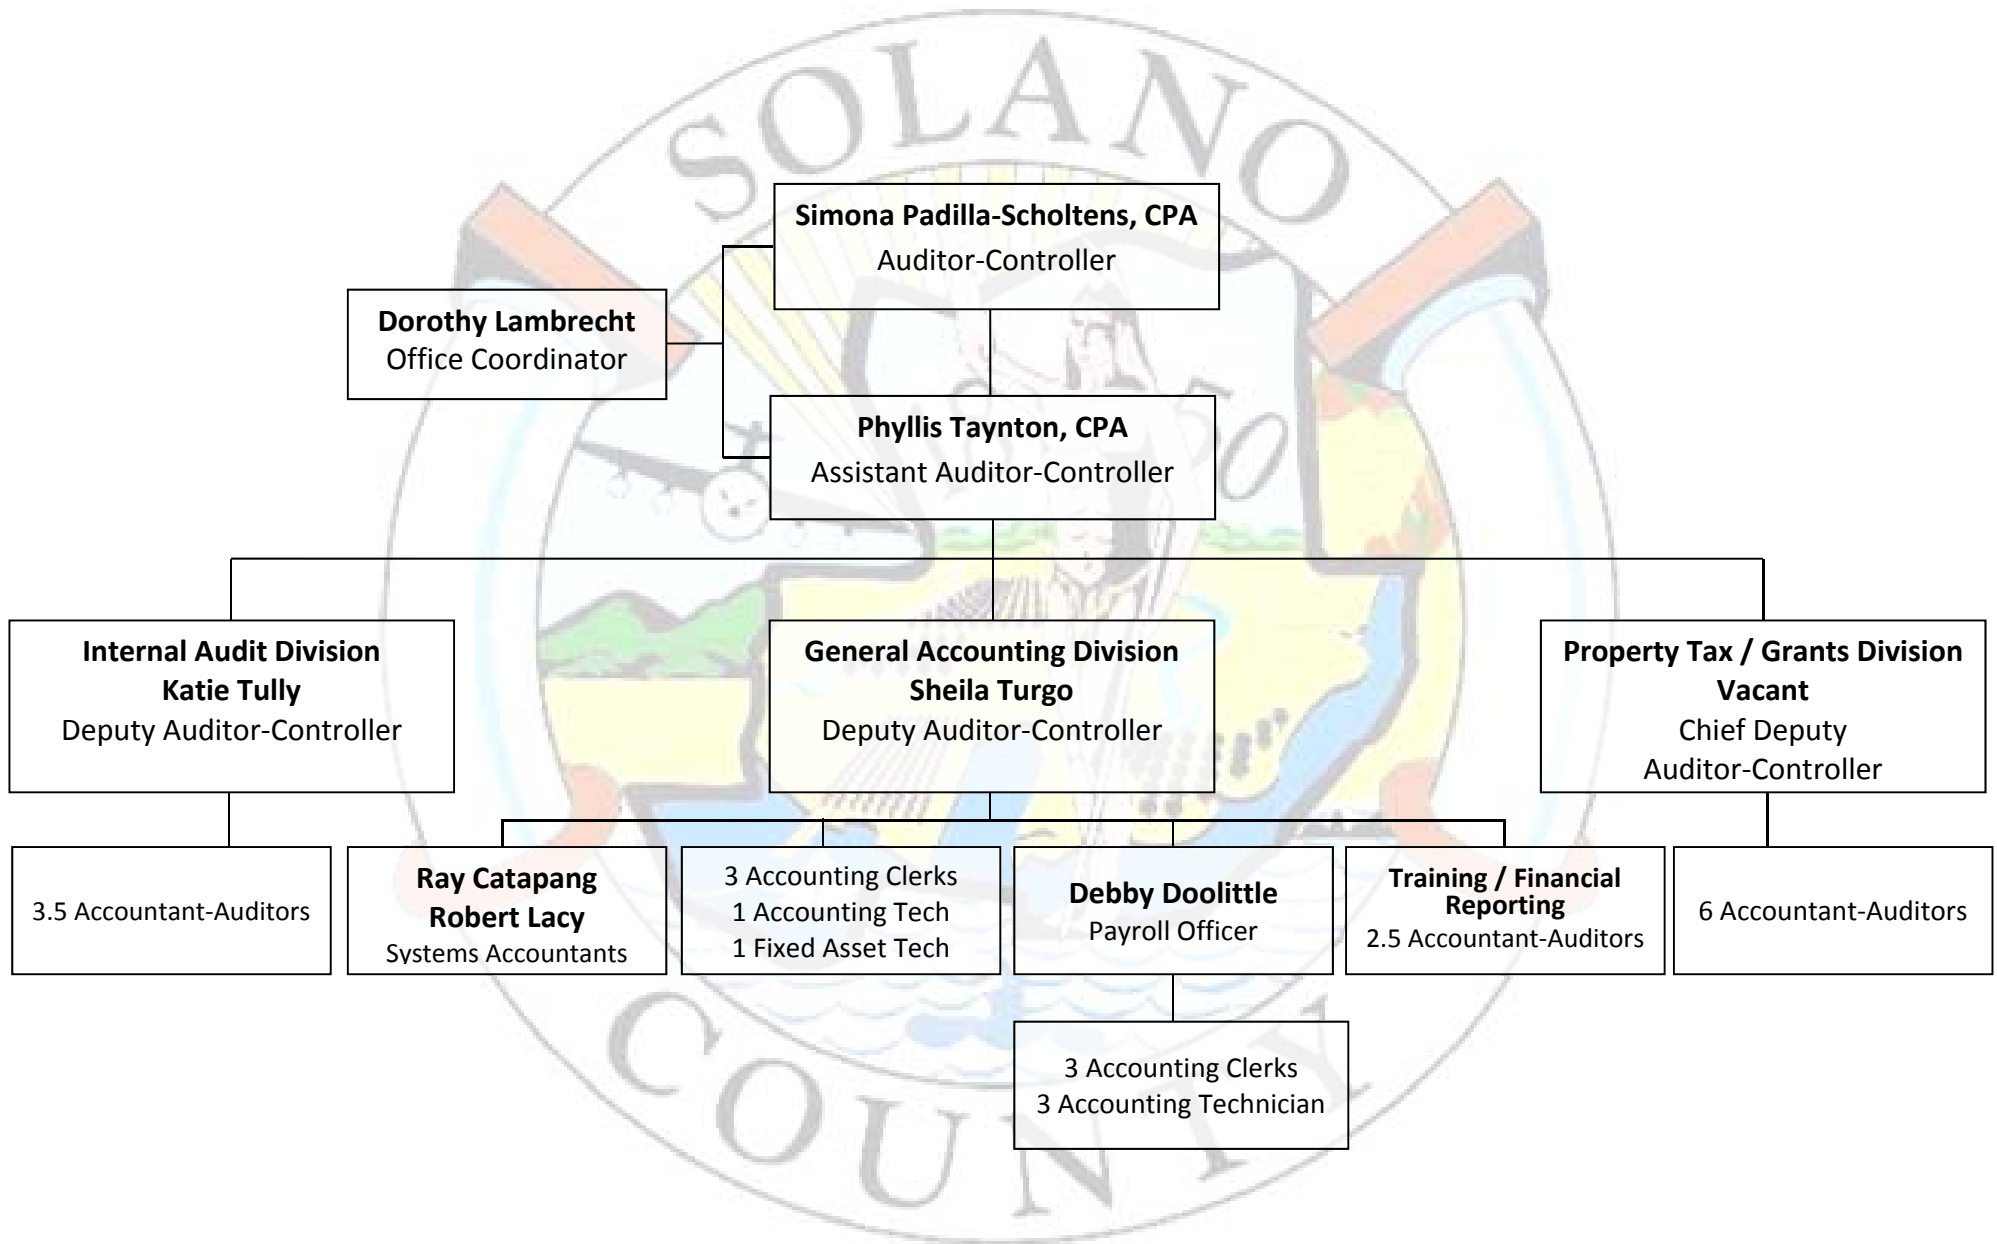 SOLANO
Simona Padilla-Scholtens, CPA
Auditor-Controller
Dorothy Lambrecht
Office Coordinator
Phyllis Taynton, CPA
Assistant Auditor-Controller
Internal Audit Division
Katie Tully
Deputy Auditor-Controller
General Accounting Division
Sheila Turgo
Deputy Auditor-Controller
Property Tax / Grants Division
Vacant
Chief Deputy
Auditor-Controller
3.5 Accountant-Auditors
Ray Catapang
Robert Lacy
Systems Accountants
3 Accounting Clerks
1 Accounting Tech
1 Fixed Asset Tech
Debby Doolittle
Payroll Officer
Training / Financial
Reporting
2.5 Accountant-Auditors
6 Accountant-Auditors
3 Accounting Clerks
3 Accounting Technician
COUNTY